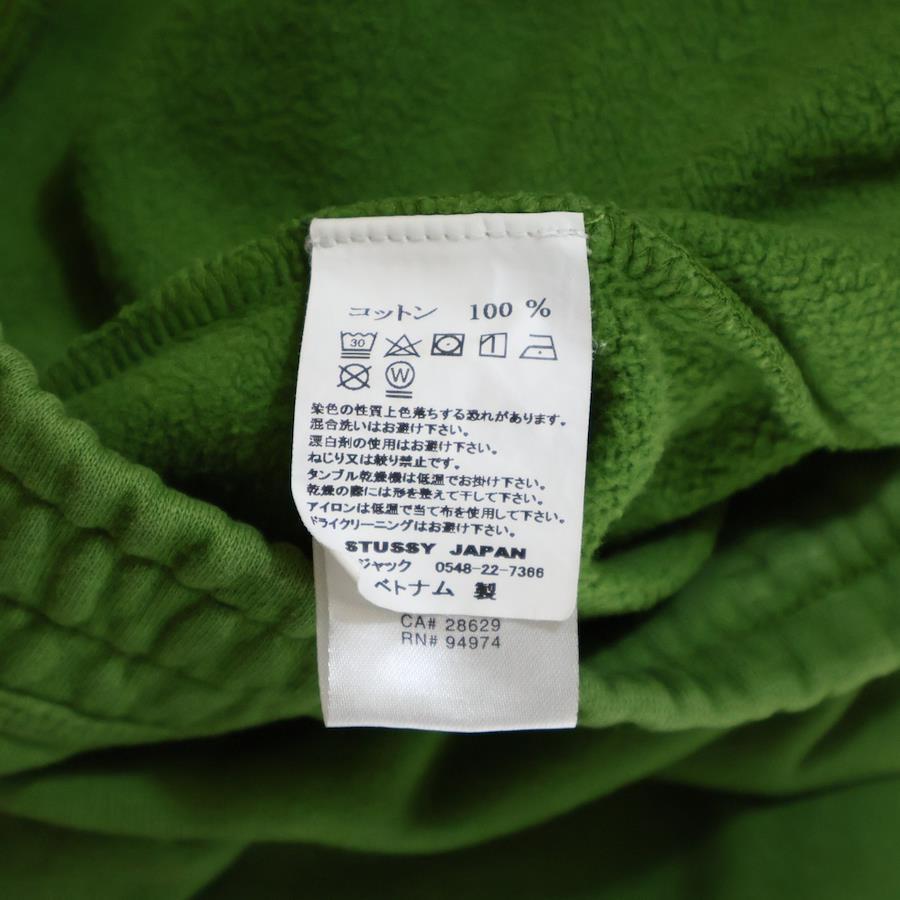 コットン 100 %
30
W
染色の性質上色落ちする恐れがあります。
混合洗いはお避け下さい。
漂白剤の使用はお避け下さい。
ねじり又は絞り禁止です。
タンブル乾燥機は低温でお掛け下さい。
乾燥の際には形を整えて干して下さい。
アイロンは低温で当て布を使用して下さい。
ドライクリーニングはお避け下さい。
STUSSY JAPAN
ジャック 0548-22-7366
ベトナム 製
CA# 28629
RN# 94974